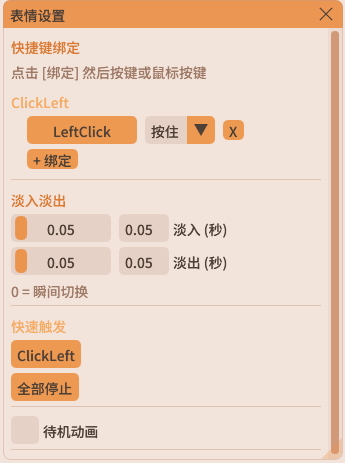 表情设置
快捷键绑定
点击 [绑定] 然后按键或鼠标按键
ClickLeft
LeftClick 按住 ▼ X
+ 绑定
淡入淡出
0.05 0.05 淡入 (秒)
0.05 0.05 淡出 (秒)
0 = 瞬间切换
快速触发
ClickLeft
全部停止
待机动画